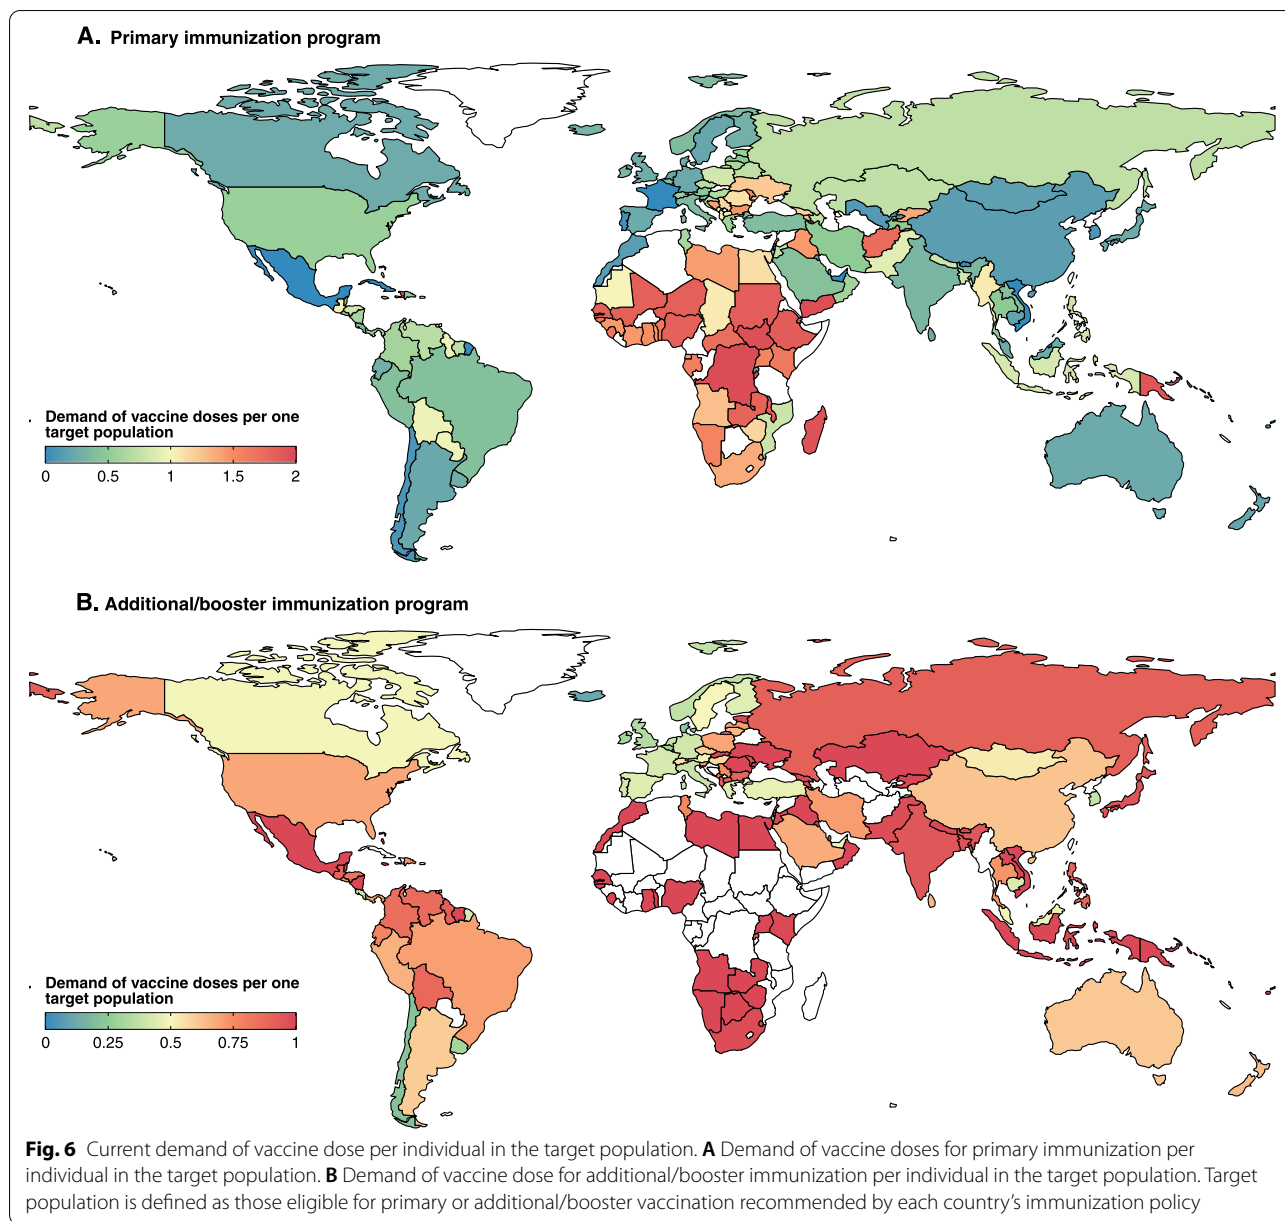 A. Primary immunization program
Demand of vaccine doses per one
target population
0 0.5 1 1.5 2
B. Additional/booster immunization program
Demand of vaccine doses per one
target population
0 0.25 0.5 0.75 1
Fig. 6 Current demand of vaccine dose per individual in the target population. A Demand of vaccine doses for primary immunization per
individual in the target population. B Demand of vaccine dose for additional/booster immunization per individual in the target population. Target
population is defined as those eligible for primary or additional/booster vaccination recommended by each country's immunization policy